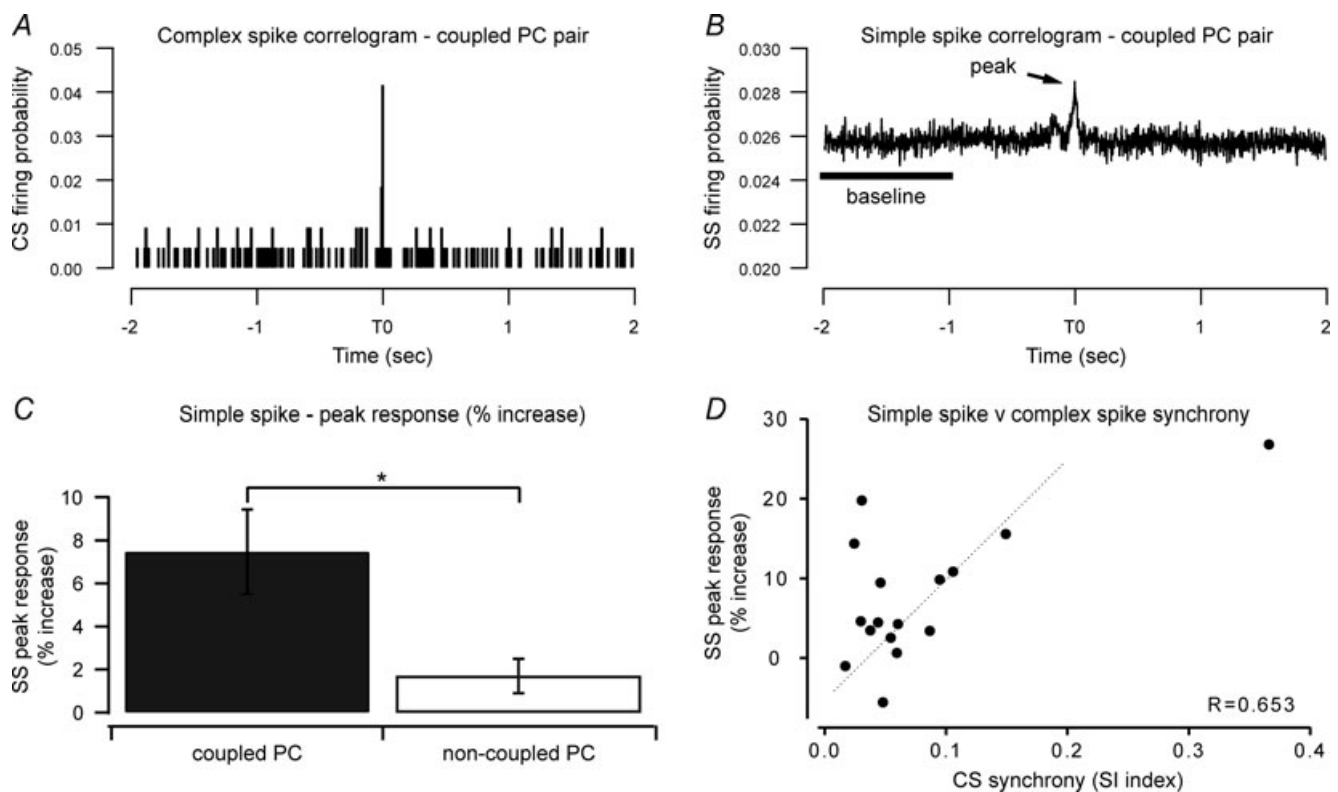 A
Complex spike correlogram - coupled PC pair
0.05
0.04
0.03
0.02
0.01
0.00
CS firing probability
-2
-1
T0
1
2
Time (sec)
B
Simple spike correlogram - coupled PC pair
peak
0.030
0.028
0.026
0.024
0.022
0.020
SS firing probability
baseline
-2
-1
T0
1
2
Time (sec)
C
Simple spike - peak response (% increase)
*
10
8
6
4
2
0
SS peak response
(% increase)
coupled PC
non-coupled PC
D
Simple spike v complex spike synchrony
30
20
10
0
SS peak response
(% increase)
R=0.653
0.0
0.1
0.2
0.3
0.4
CS synchrony (SI index)